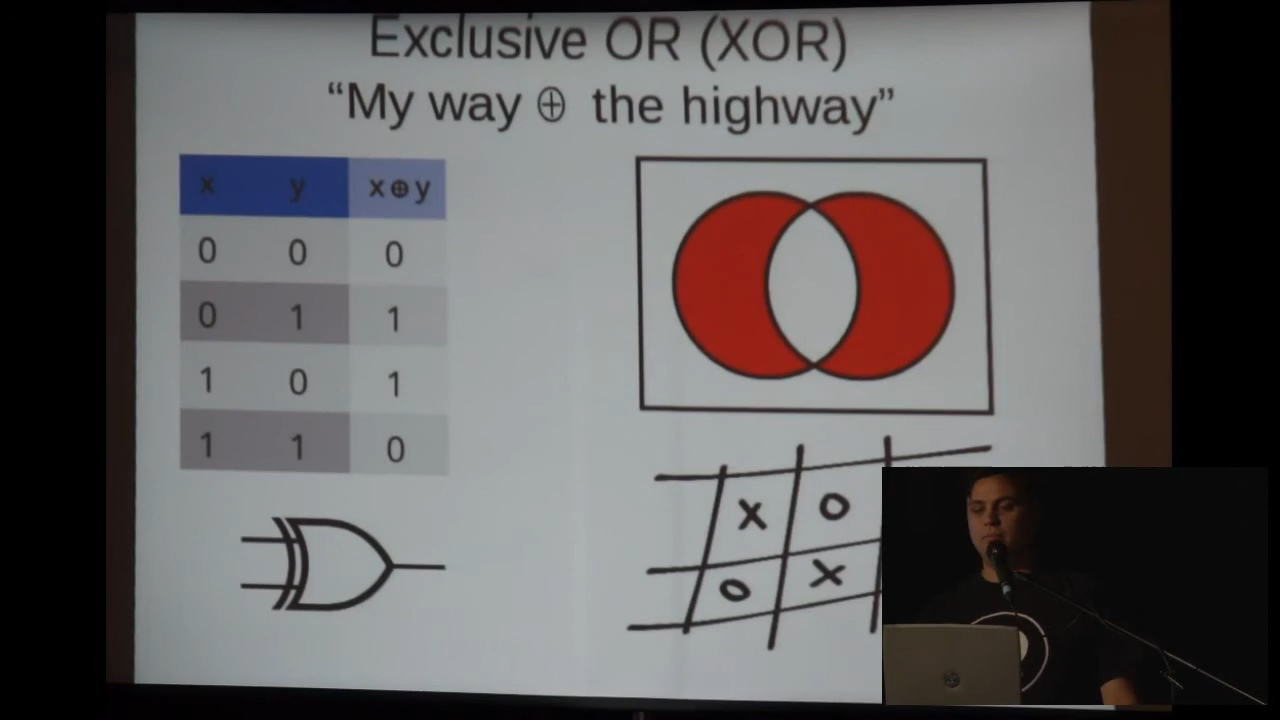 Exclusive OR (XOR)
“My way ⊕ the highway”
x y x⊕y
0 0 0
0 1 1
1 0 1
1 1 0
x o
o x